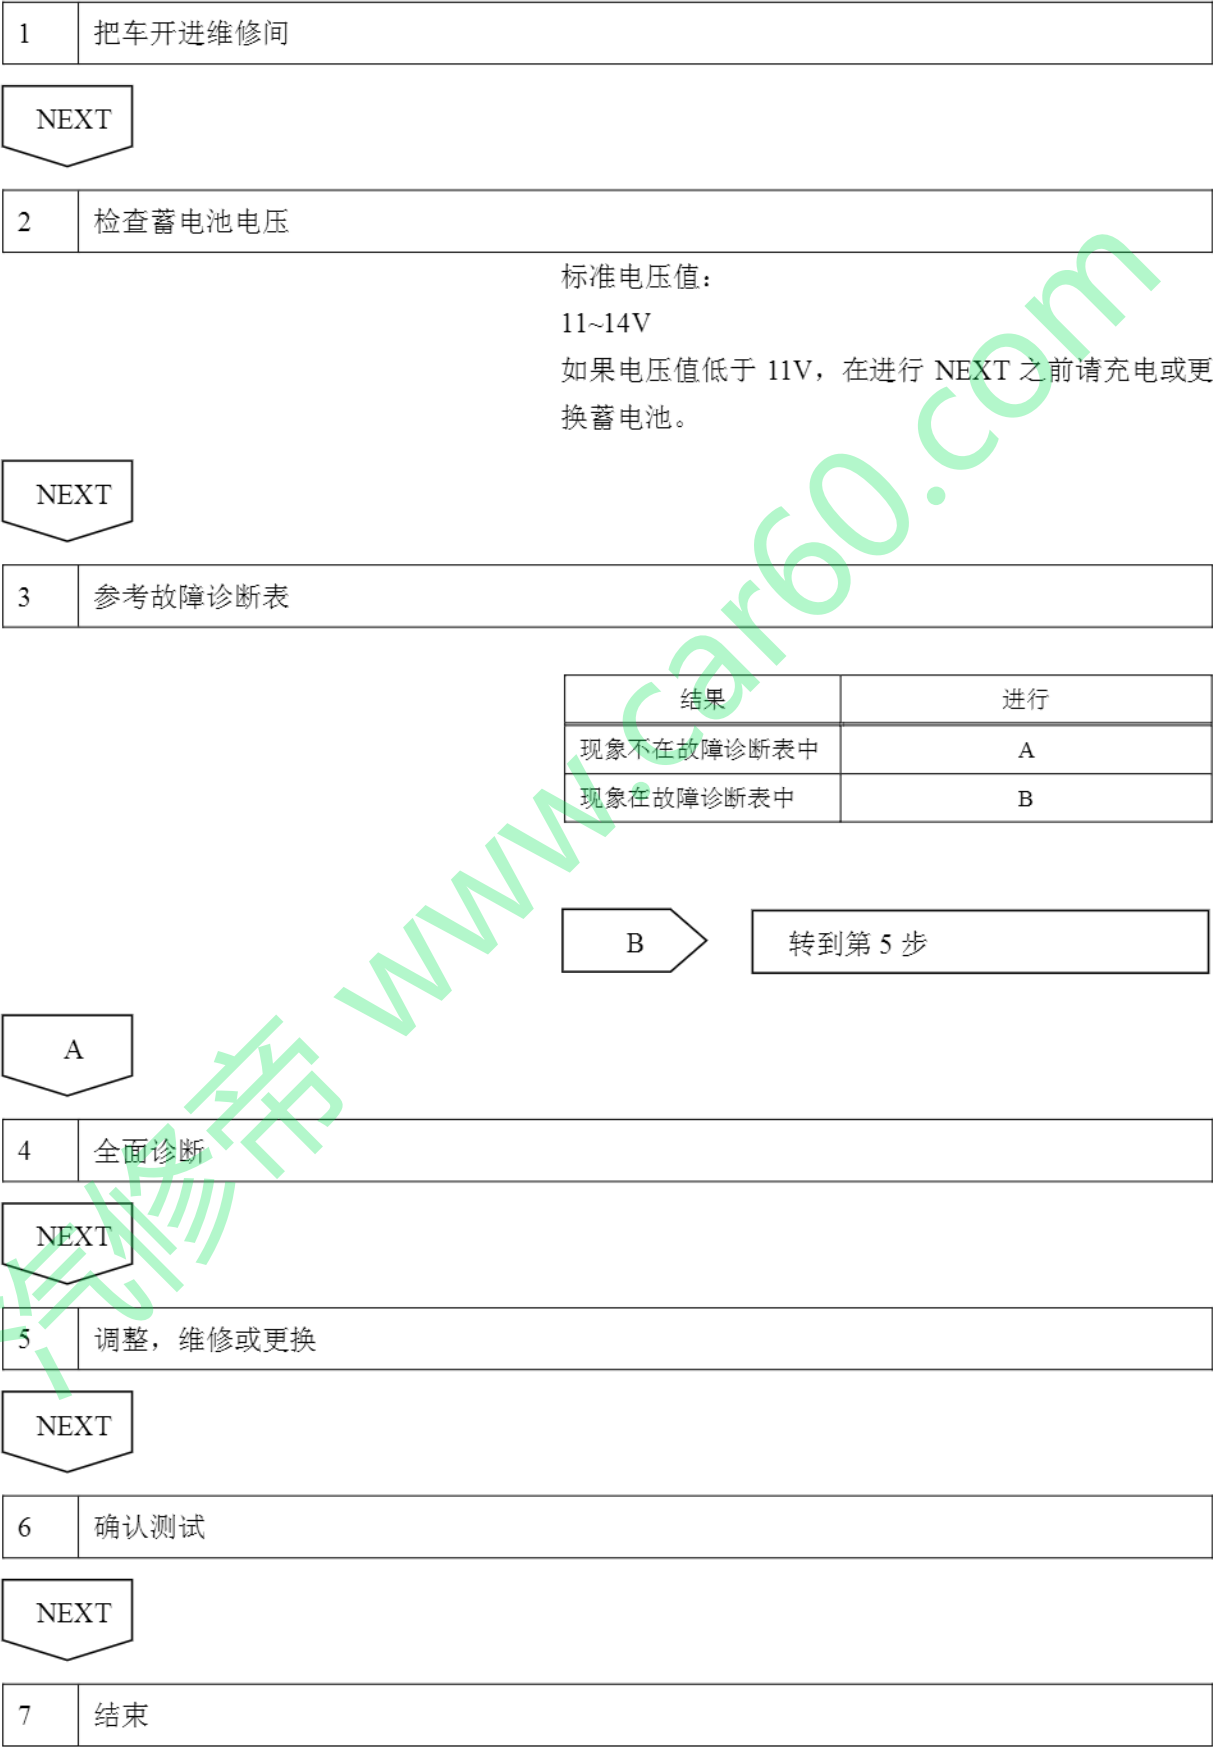 1 把车开进维修间
NEXT
2 检查蓄电池电压
标准电压值：
11~14V
如果电压值低于 11V，在进行 NEXT 之前请充电或更
换蓄电池。
NEXT
3 参考故障诊断表
结果 进行
现象不在故障诊断表中 A
现象在故障诊断表中 B
B 转到第 5 步
A
4 全面诊断
NEXT
5 调整，维修或更换
NEXT
6 确认测试
NEXT
7 结束
汽修帝 www.car60.com